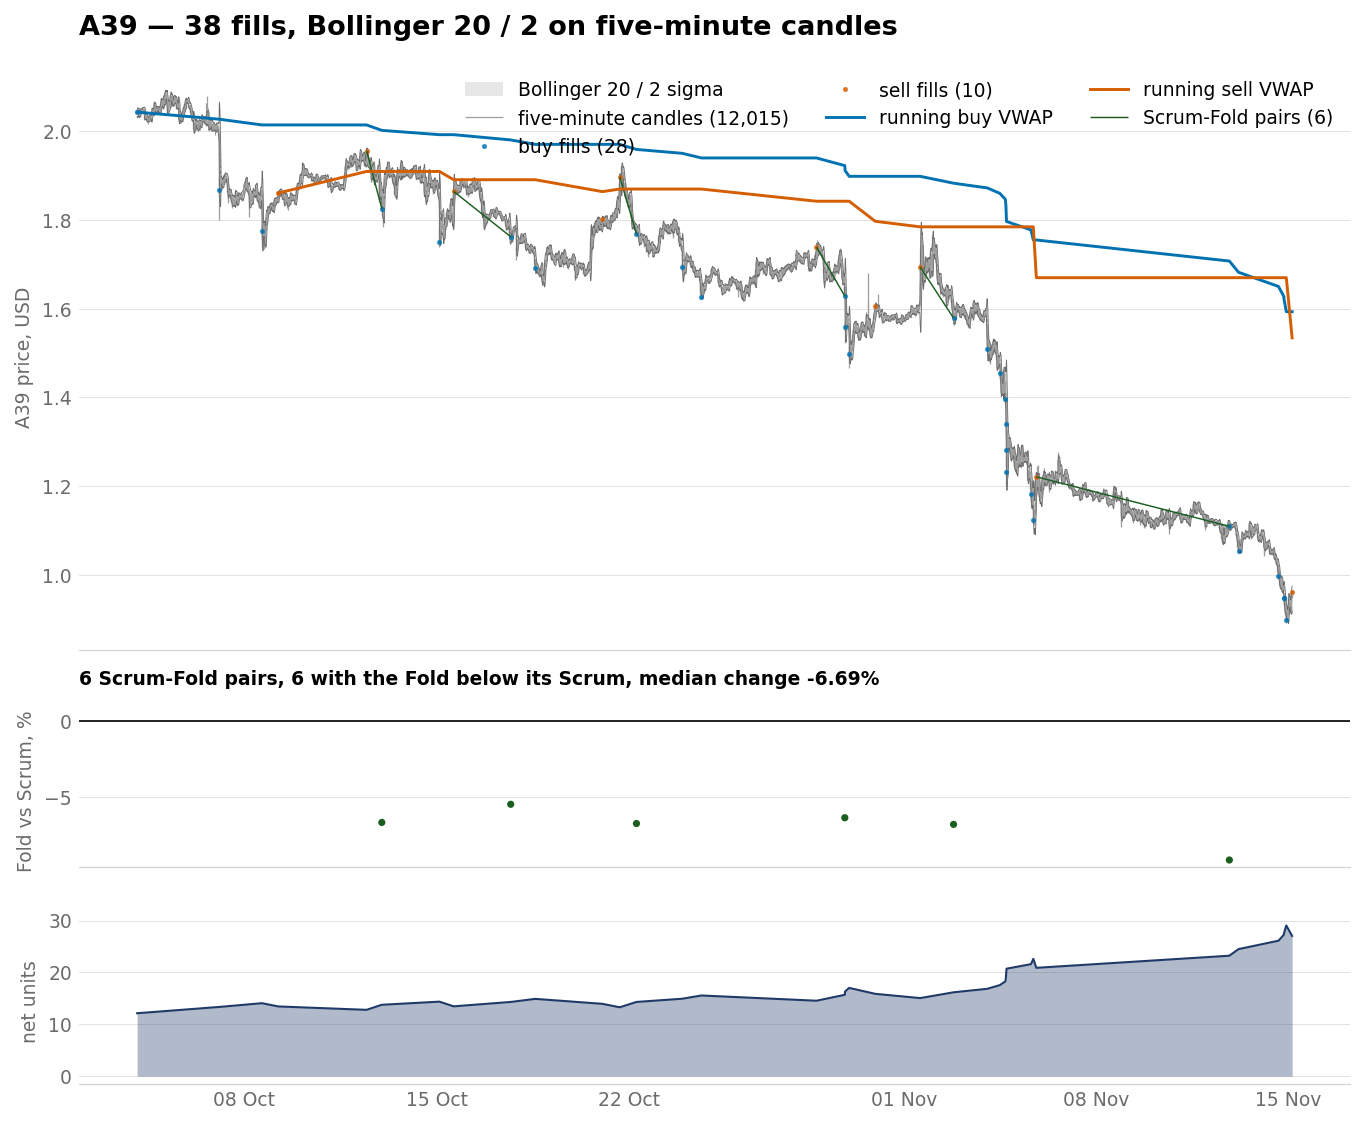 A39 — 38 fills, Bollinger 20 / 2 on five-minute candles
Bollinger 20 / 2 sigma
five-minute candles (12,015)
buy fills (28)
sell fills (10)
running buy VWAP
running sell VWAP
Scrum-Fold pairs (6)
A39 price, USD
2.0
1.8
1.6
1.4
1.2
1.0
6 Scrum-Fold pairs, 6 with the Fold below its Scrum, median change -6.69%
Fold vs Scrum, %
0
−5
net units
30
20
10
0
08 Oct
15 Oct
22 Oct
01 Nov
08 Nov
15 Nov